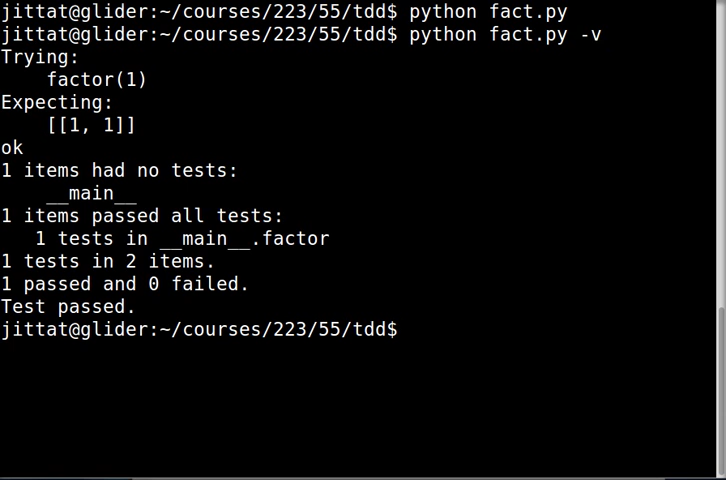 jittat@glider:~/courses/223/55/tdd$ python fact.py
jittat@glider:~/courses/223/55/tdd$ python fact.py -v
Trying:
    factor(1)
Expecting:
    [[1, 1]]
ok
1 items had no tests:
    __main__
1 items passed all tests:
   1 tests in __main__.factor
1 tests in 2 items.
1 passed and 0 failed.
Test passed.
jittat@glider:~/courses/223/55/tdd$